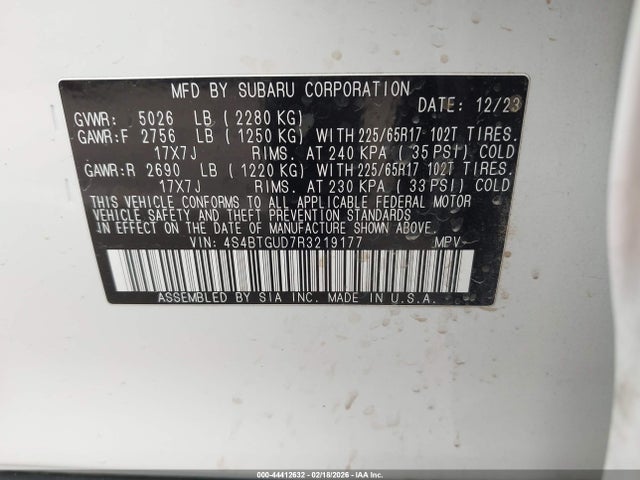 MFD BY SUBARU CORPORATION
DATE: 12/23
GVWR: 5026 LB (2280 KG)
GAWR:F 2756 LB (1250 KG) WITH 225/65R17 102T TIRES.
17X7J RIMS. AT 240 KPA (35 PSI) COLD
GAWR:R 2690 LB (1220 KG) WITH 225/65R17 102T TIRES.
17X7J RIMS. AT 230 KPA (33 PSI) COLD
THIS VEHICLE CONFORMS TO ALL APPLICABLE FEDERAL MOTOR
VEHICLE SAFETY AND THEFT PREVENTION STANDARDS
IN EFFECT ON THE DATE OF MANUFACTURE SHOWN ABOVE.
VIN: 4S4BTGUD7R3219177 MPV
ASSEMBLED BY SIA INC. MADE IN U.S.A.
000-44412632 - 02/18/2026 - IAA Inc.